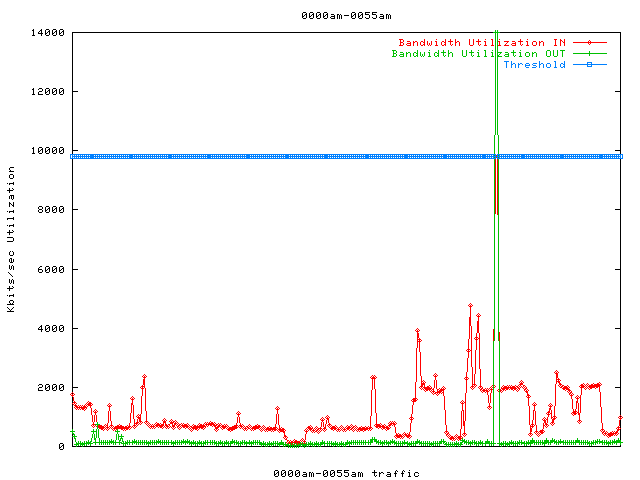 0000am-0055am
14000
12000
10000
8000
6000
4000
2000
0
Kbits/sec Utilization
Bandwidth Utilization IN
Bandwidth Utilization OUT
Threshold
0000am-0055am traffic